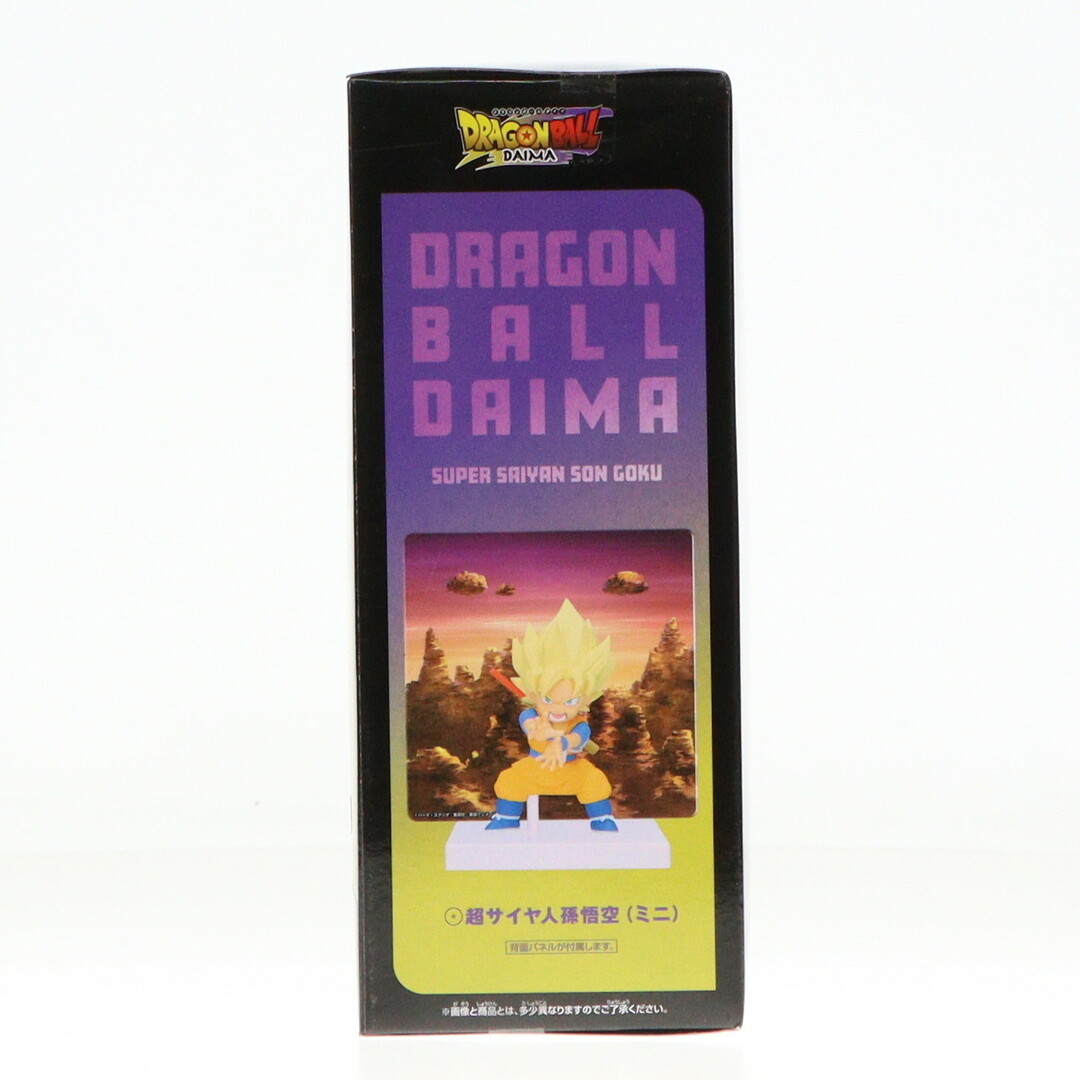 DRAGON BALL
DAIMA
DRAGON
BALL
DAIMA
SUPER SAIYAN SON GOKU
超サイヤ人孫悟空(ミニ)
背面パネルが付属します。
※画像と商品とは、多少異なりますのでご了承ください。